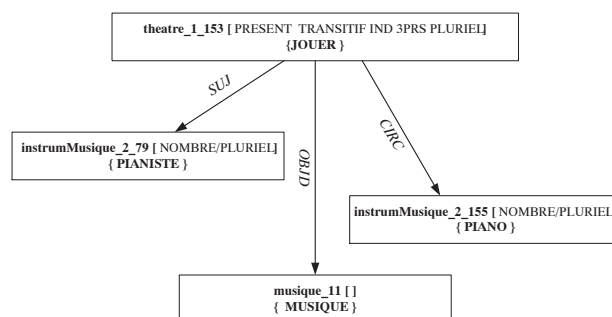 theatre_1_153 [ PRESENT TRANSITIF IND 3PRS PLURIEL]
{JOUER }
SUJ
OBJD
CIRC
instrumMusique_2_79 [ NOMBRE/PLURIEL]
{ PIANISTE }
instrumMusique_2_155 [ NOMBRE/PLURIEL]
{ PIANO }
musique_11 [ ]
{ MUSIQUE }